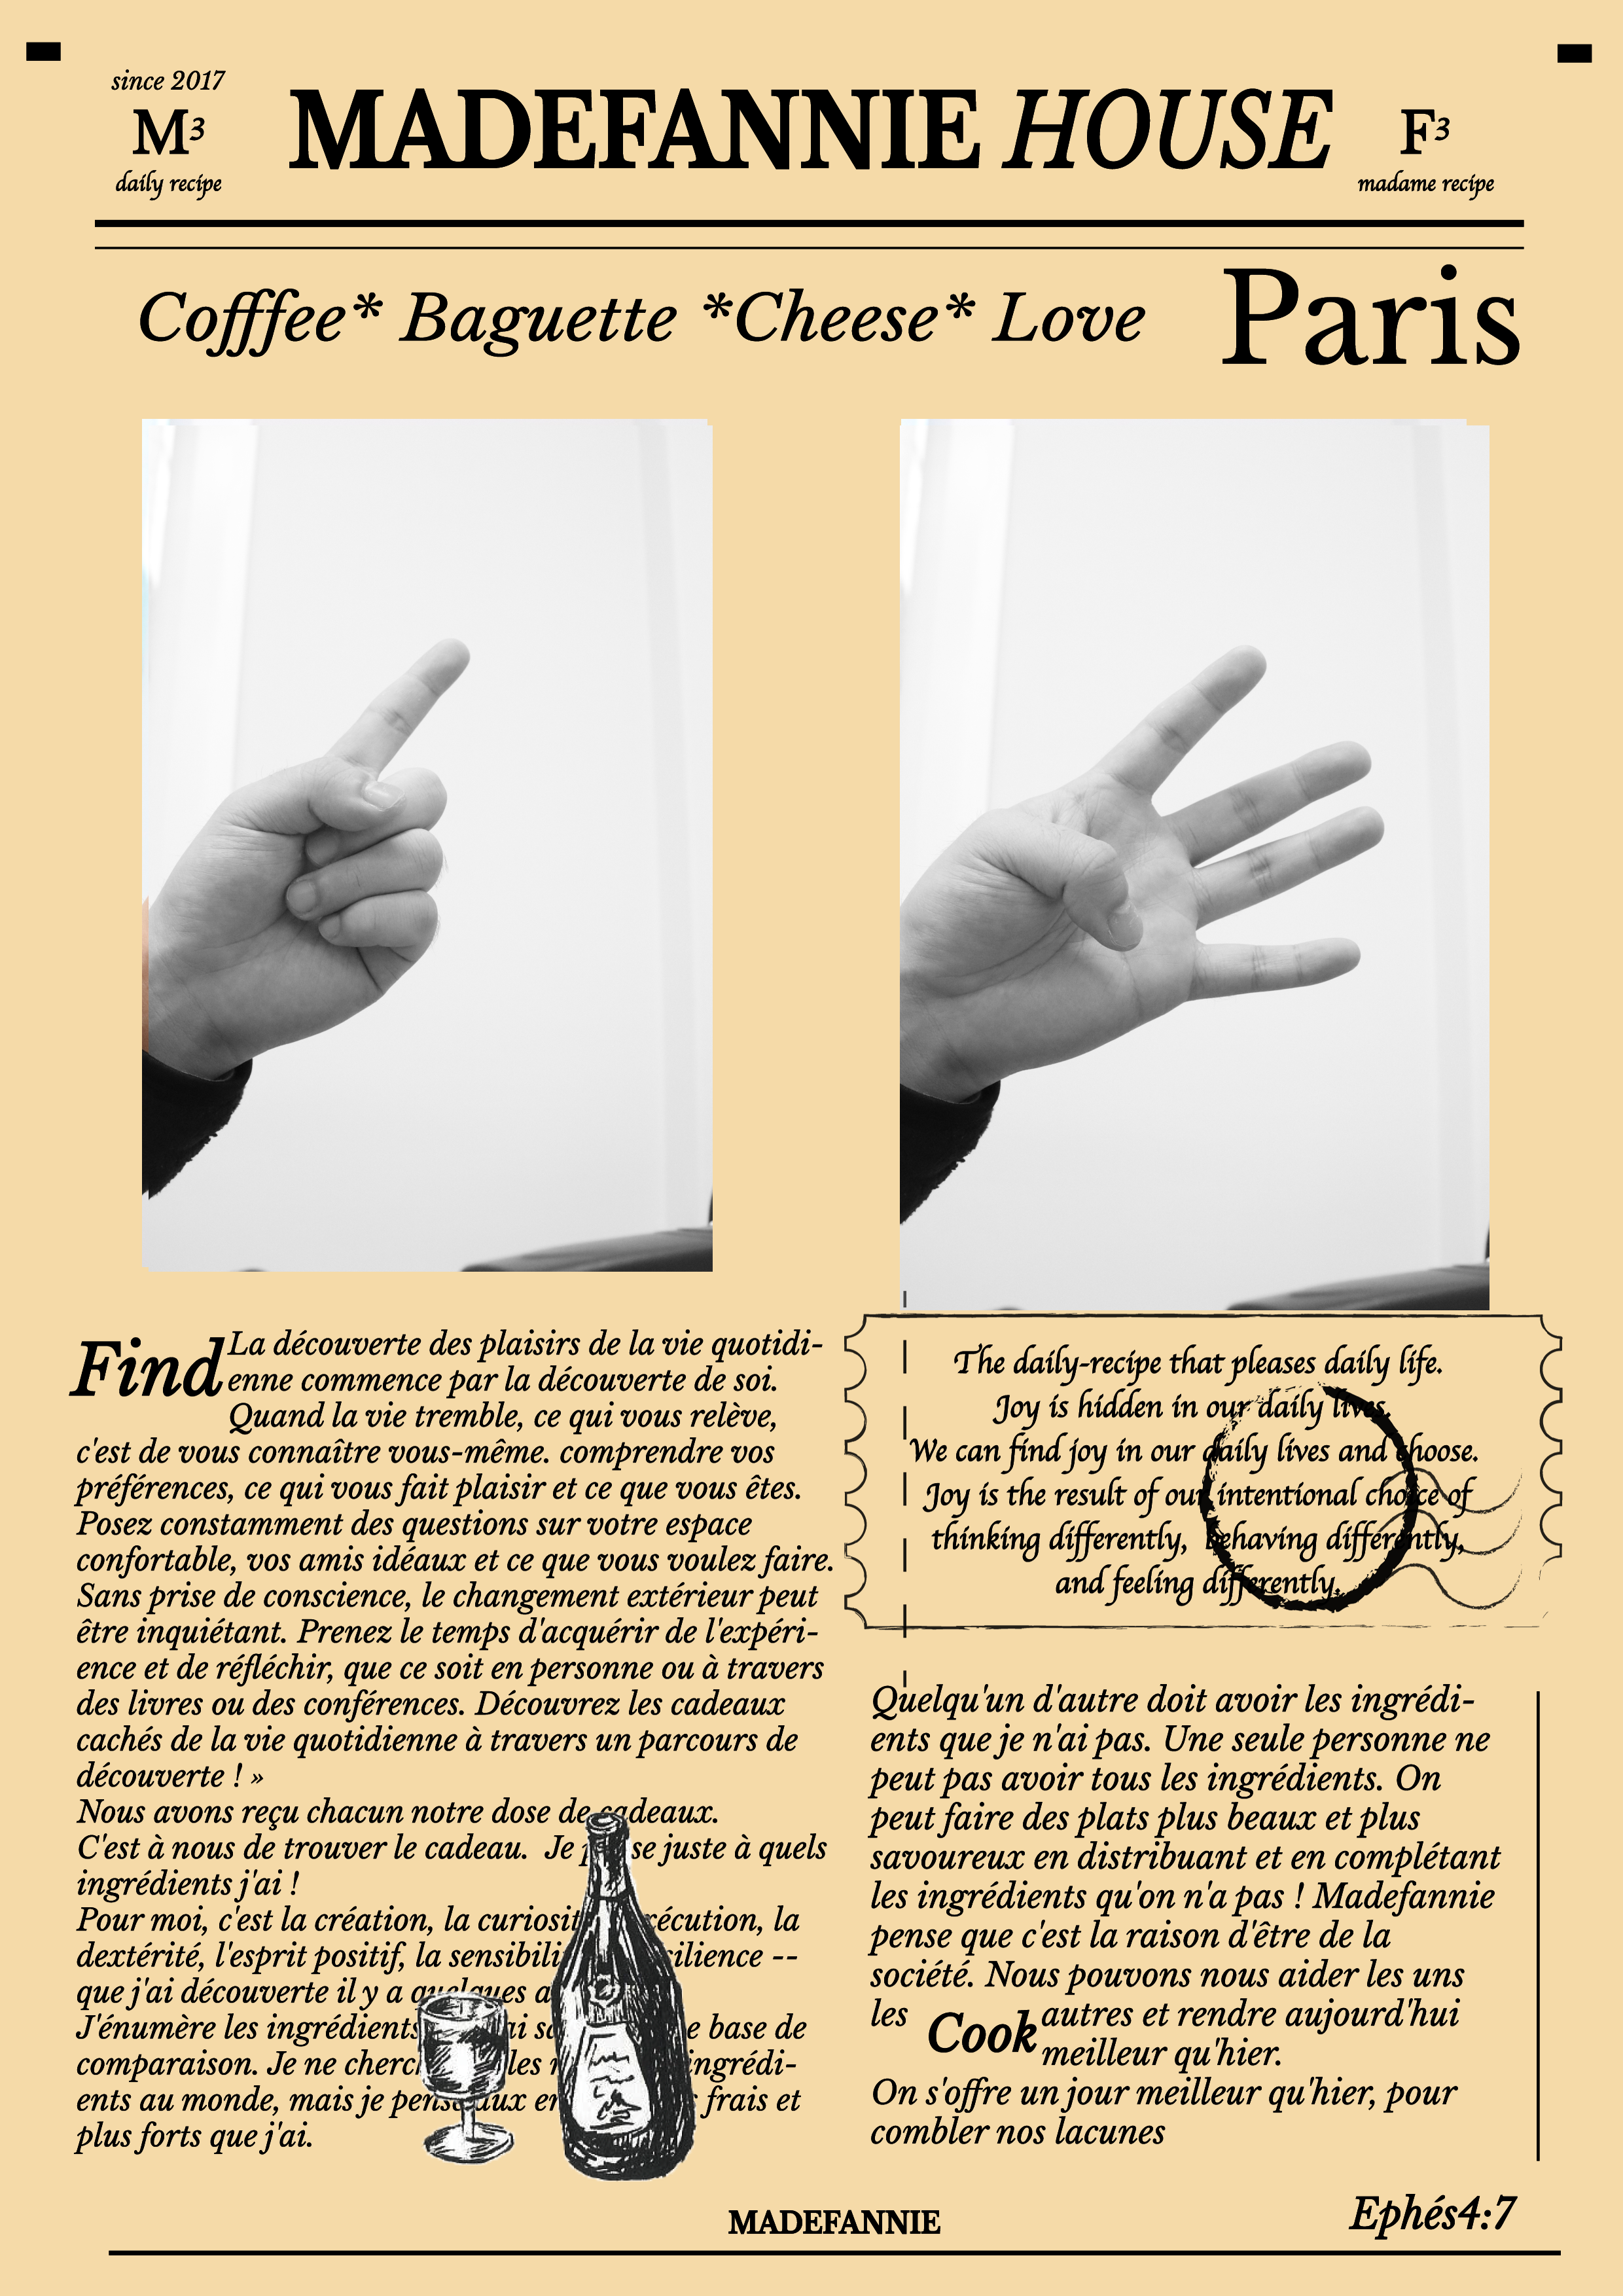 since 2017
M³
daily recipe
MADEFANNIE HOUSE
F³
madame recipe
Cofffee* Baguette *Cheese* Love
Paris
Find
La découverte des plaisirs de la vie quotidi-
enne commence par la découverte de soi.
Quand la vie tremble, ce qui vous relève,
c'est de vous connaître vous-même. comprendre vos
préférences, ce qui vous fait plaisir et ce que vous êtes.
Posez constamment des questions sur votre espace
confortable, vos amis idéaux et ce que vous voulez faire.
Sans prise de conscience, le changement extérieur peut
être inquiétant. Prenez le temps d'acquérir de l'expéri-
ence et de réfléchir, que ce soit en personne ou à travers
des livres ou des conférences. Découvrez les cadeaux
cachés de la vie quotidienne à travers un parcours de
découverte ! »
Nous avons reçu chacun notre dose de cadeaux.
C'est à nous de trouver le cadeau. Je juste à quels
ingrédients j'ai !
Pour moi, c'est la création, la la
dextérité, l'esprit positif, la --
que j'ai découverte il y a quelques
J'énumère les ingrédients base de
comparaison. Je ne les
ents au monde, mais je frais et
plus forts que j'ai.
The daily-recipe that pleases daily life.
Joy is hidden in our daily lives.
We can find joy in our daily lives and choose.
Joy is the result of our intentional choice of
thinking differently, behaving differently,
and feeling differently.
Quelqu'un d'autre doit avoir les ingrédi-
ents que je n'ai pas. Une seule personne ne
peut pas avoir tous les ingrédients. On
peut faire des plats plus beaux et plus
savoureux en distribuant et en complétant
les ingrédients qu'on n'a pas ! Madefannie
pense que c'est la raison d'être de la
société. Nous pouvons nous aider les uns
les autres et rendre aujourd'hui
Cook
meilleur qu'hier.
On s'offre un jour meilleur qu'hier, pour
combler nos lacunes
Ephés4:7
MADEFANNIE